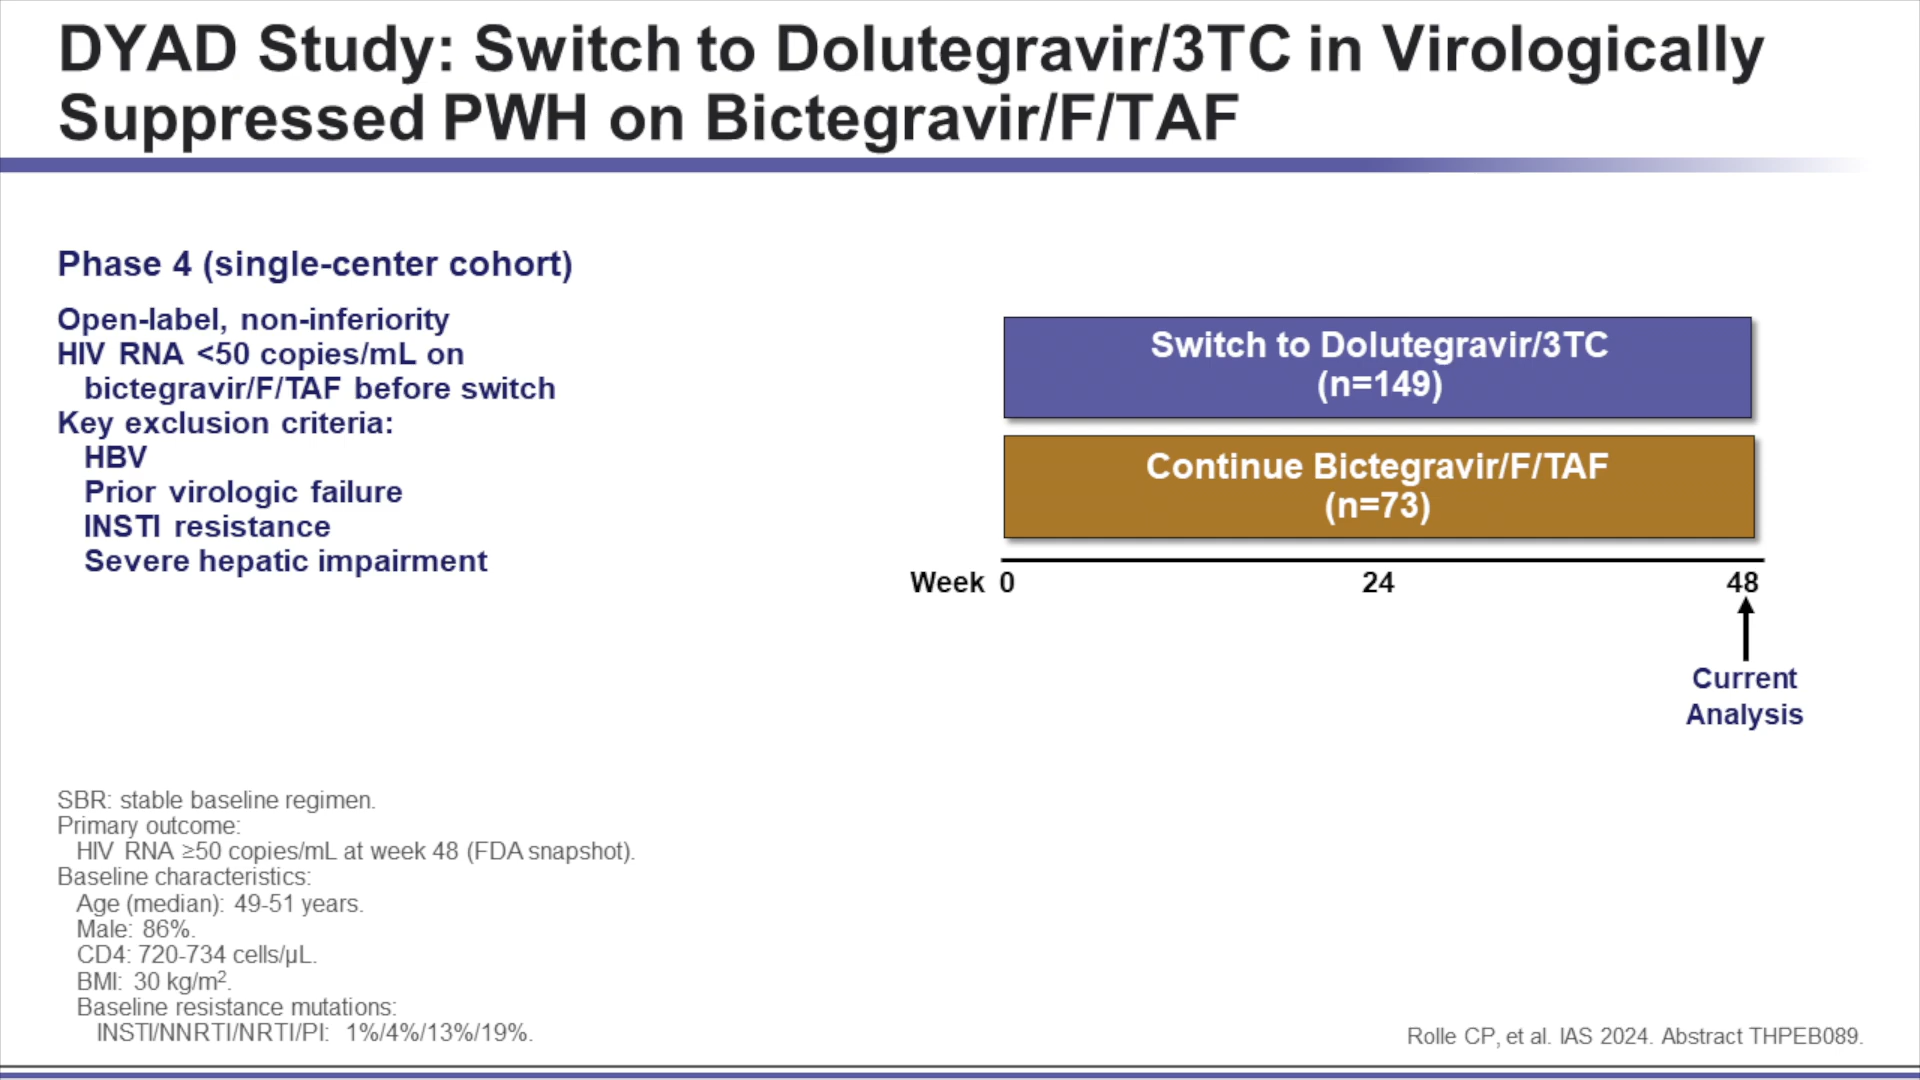 DYAD Study: Switch to Dolutegravir/3TC in Virologically
Suppressed PWH on Bictegravir/F/TAF
Phase 4 (single-center cohort)
Open-label, non-inferiority
HIV RNA <50 copies/mL on
bictegravir/F/TAF before switch
Key exclusion criteria:
HBV
Prior virologic failure
INSTI resistance
Severe hepatic impairment
Switch to Dolutegravir/3TC
(n=149)
Continue Bictegravir/F/TAF
(n=73)
Week 0 24 48
Current
Analysis
SBR: stable baseline regimen.
Primary outcome:
HIV RNA ≥50 copies/mL at week 48 (FDA snapshot).
Baseline characteristics:
Age (median): 49-51 years.
Male: 86%.
CD4: 720-734 cells/µL.
BMI: 30 kg/m².
Baseline resistance mutations:
INSTI/NNRTI/NRTI/PI: 1%/4%/13%/19%.
Rolle CP, et al. IAS 2024. Abstract THPEB089.